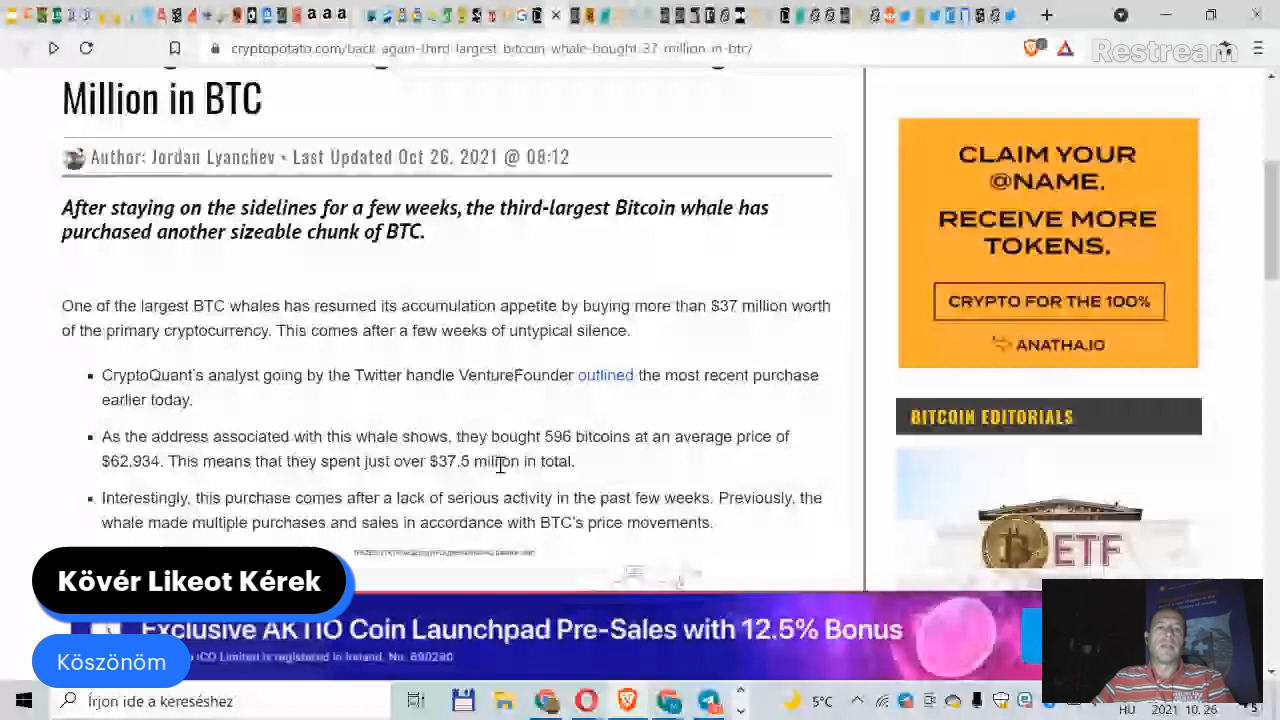 cryptopotato.com/back-again-third-largest-bitcoin-whale-bought-37-million-in-btc/
Restream
Million in BTC
Author: Jordan Lyanchev • Last Updated Oct 26, 2021 @ 08:12
After staying on the sidelines for a few weeks, the third-largest Bitcoin whale has
purchased another sizeable chunk of BTC.
One of the largest BTC whales has resumed its accumulation appetite by buying more than $37 million worth
of the primary cryptocurrency. This comes after a few weeks of untypical silence.
CryptoQuant's analyst going by the Twitter handle VentureFounder outlined the most recent purchase
earlier today.
As the address associated with this whale shows, they bought 596 bitcoins at an average price of
$62,934. This means that they spent just over $37.5 million in total.
Interestingly, this purchase comes after a lack of serious activity in the past few weeks. Previously, the
whale made multiple purchases and sales in accordance with BTC's price movements.
CLAIM YOUR
@NAME.
RECEIVE MORE
TOKENS.
CRYPTO FOR THE 100%
ANATHA.IO
BITCOIN EDITORIALS
ETF
Kövér Likeot Kérek
Exclusive AKTIO Coin Launchpad Pre-Sales with 12.5% Bonus
ICO Limited is registered in Ireland. No. 690280
Köszönöm
Írjon ide a kereséshez
5°C
HU
2021. 10. 26.